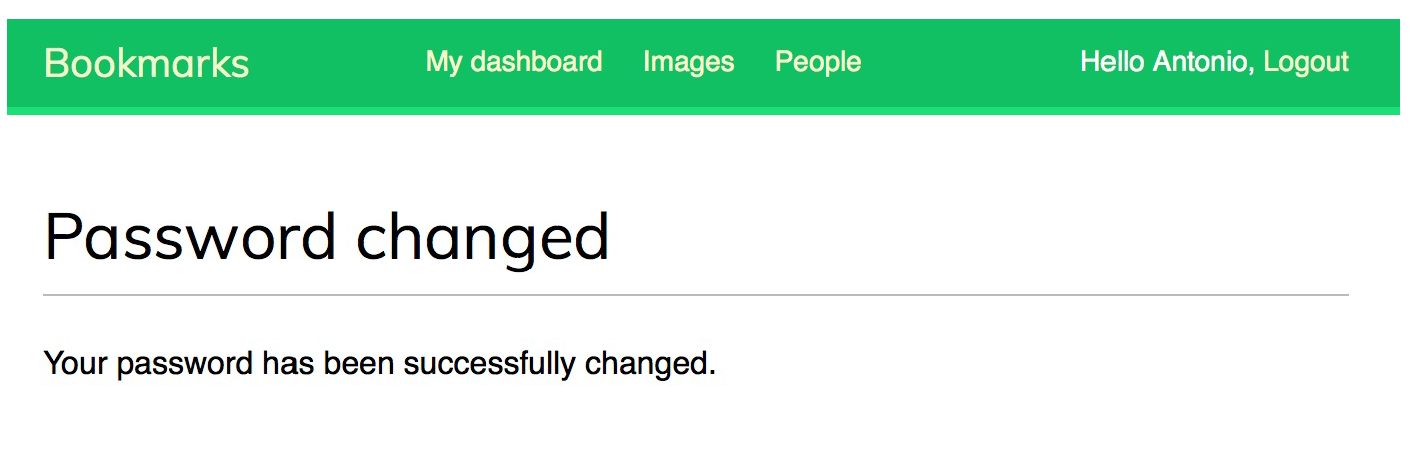 Bookmarks My dashboard Images People Hello Antonio, Logout
Password changed
Your password has been successfully changed.